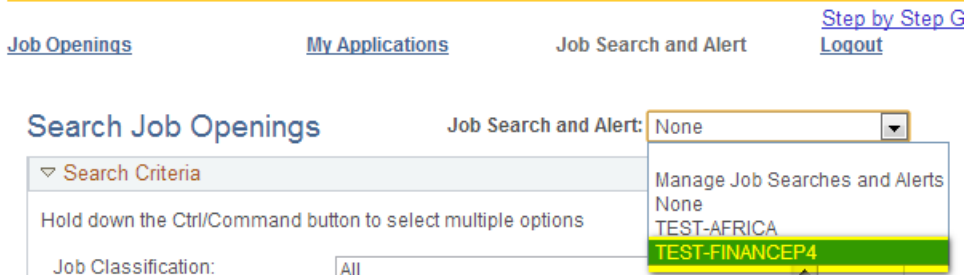 Step by Step G
Job Openings My Applications Job Search and Alert Logout
Search Job Openings Job Search and Alert: None
Search Criteria
Manage Job Searches and Alerts
Hold down the Ctrl/Command button to select multiple options
None
TEST-AFRICA
TEST-FINANCEP4
Job Classification: All